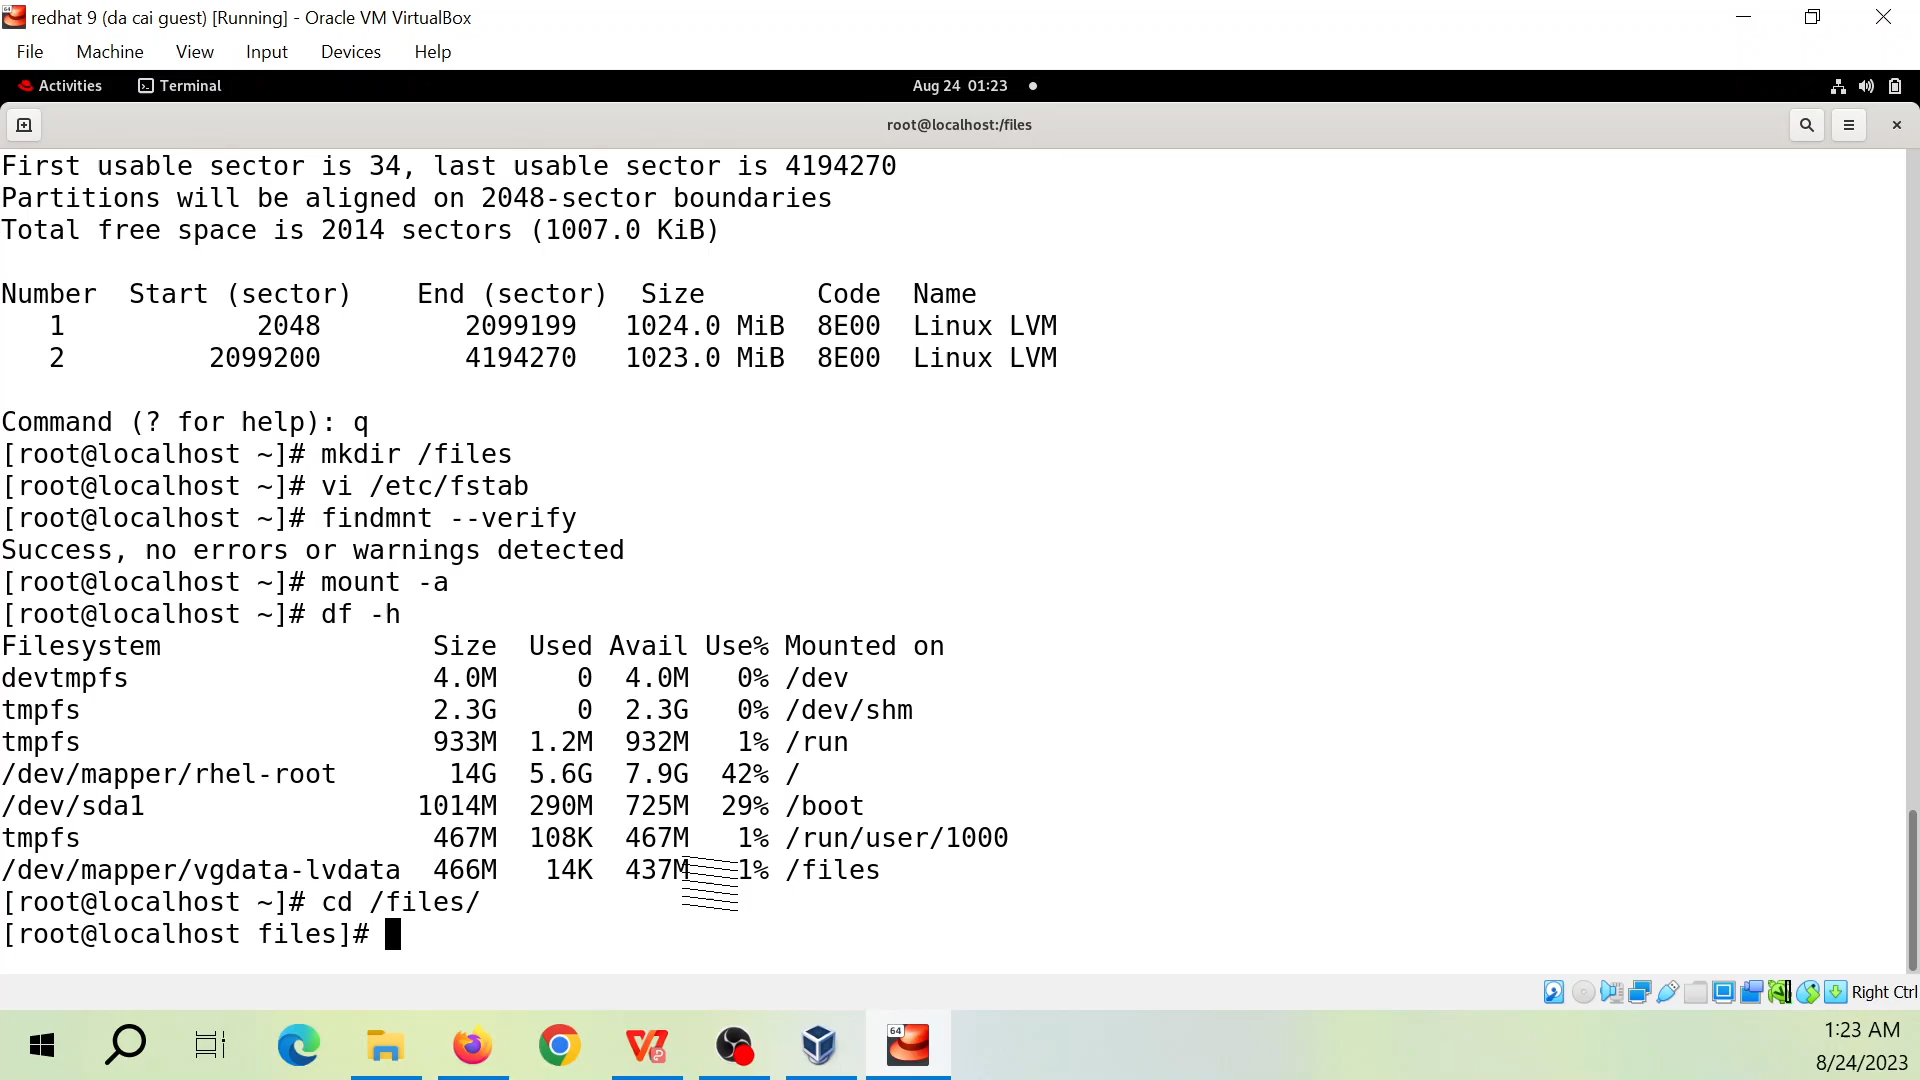 redhat 9 (da cai guest) [Running] - Oracle VM VirtualBox
File Machine View Input Devices Help
Activities Terminal Aug 24 01:23
root@localhost:/files
First usable sector is 34, last usable sector is 4194270
Partitions will be aligned on 2048-sector boundaries
Total free space is 2014 sectors (1007.0 KiB)
Number  Start (sector)    End (sector)  Size       Code  Name
1            2048         2099199   1024.0 MiB  8E00  Linux LVM
2         2099200         4194270   1023.0 MiB  8E00  Linux LVM
Command (? for help): q
[root@localhost ~]# mkdir /files
[root@localhost ~]# vi /etc/fstab
[root@localhost ~]# findmnt --verify
Success, no errors or warnings detected
[root@localhost ~]# mount -a
[root@localhost ~]# df -h
Filesystem                 Size  Used Avail Use% Mounted on
devtmpfs                   4.0M     0  4.0M   0% /dev
tmpfs                      2.3G     0  2.3G   0% /dev/shm
tmpfs                      933M  1.2M  932M   1% /run
/dev/mapper/rhel-root       14G  5.6G  7.9G  42% /
/dev/sda1                 1014M  290M  725M  29% /boot
tmpfs                      467M  108K  467M   1% /run/user/1000
/dev/mapper/vgdata-lvdata  466M   14K  437M   1% /files
[root@localhost ~]# cd /files/
[root@localhost files]#
Right Ctrl
64
1:23 AM
8/24/2023